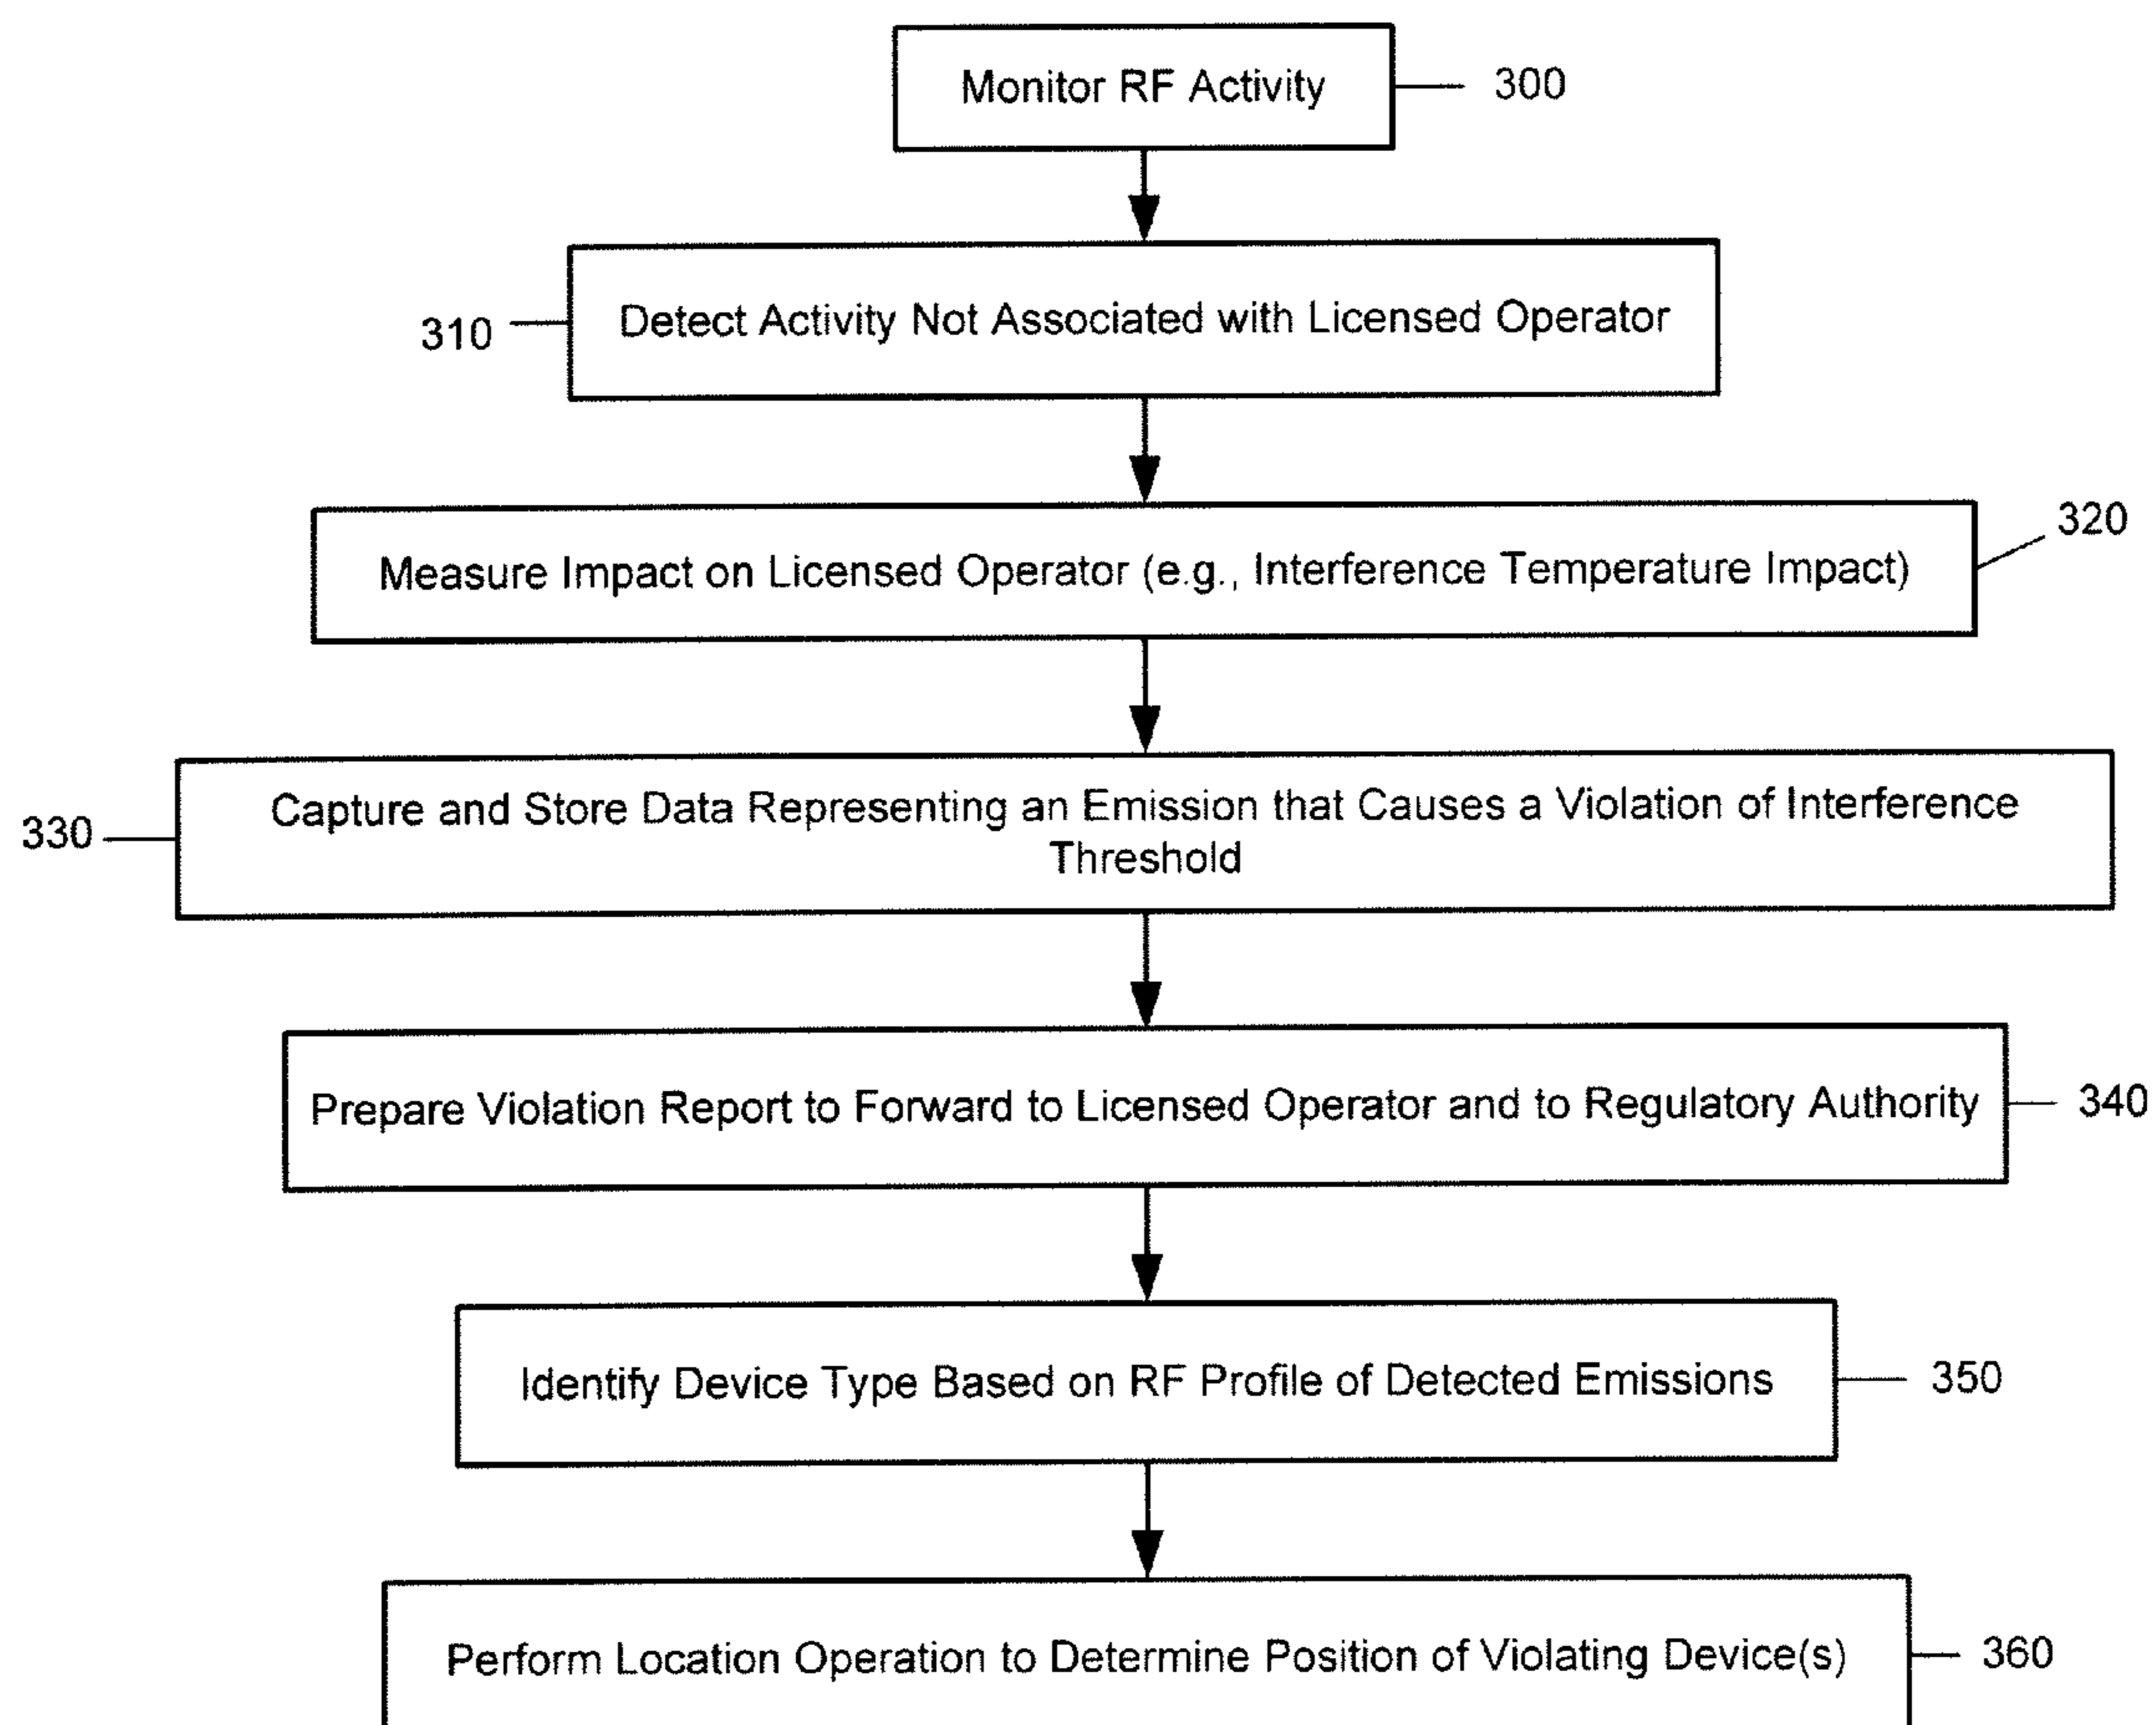 Monitor RF Activity
300
310
Detect Activity Not Associated with Licensed Operator
320
Measure Impact on Licensed Operator (e.g., Interference Temperature Impact)
330
Capture and Store Data Representing an Emission that Causes a Violation of Interference
Threshold
Prepare Violation Report to Forward to Licensed Operator and to Regulatory Authority
340
Identify Device Type Based on RF Profile of Detected Emissions
350
Perform Location Operation to Determine Position of Violating Device(s)
360